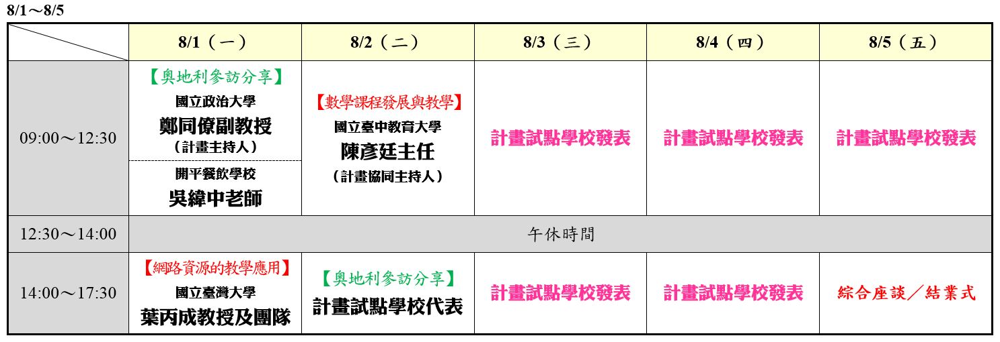 8/1～8/5
8/1（一）
8/2（二）
8/3（三）
8/4（四）
8/5（五）
09:00～12:30
【奧地利參訪分享】
國立政治大學
鄭同僚副教授
（計畫主持人）
開平餐飲學校
吳緯中老師
【數學課程發展與教學】
國立臺中教育大學
陳彥廷主任
（計畫協同主持人）
計畫試點學校發表
計畫試點學校發表
計畫試點學校發表
12:30～14:00
午休時間
14:00～17:30
【網路資源的教學應用】
國立臺灣大學
葉丙成教授及團隊
【奧地利參訪分享】
計畫試點學校代表
計畫試點學校發表
計畫試點學校發表
綜合座談／結業式